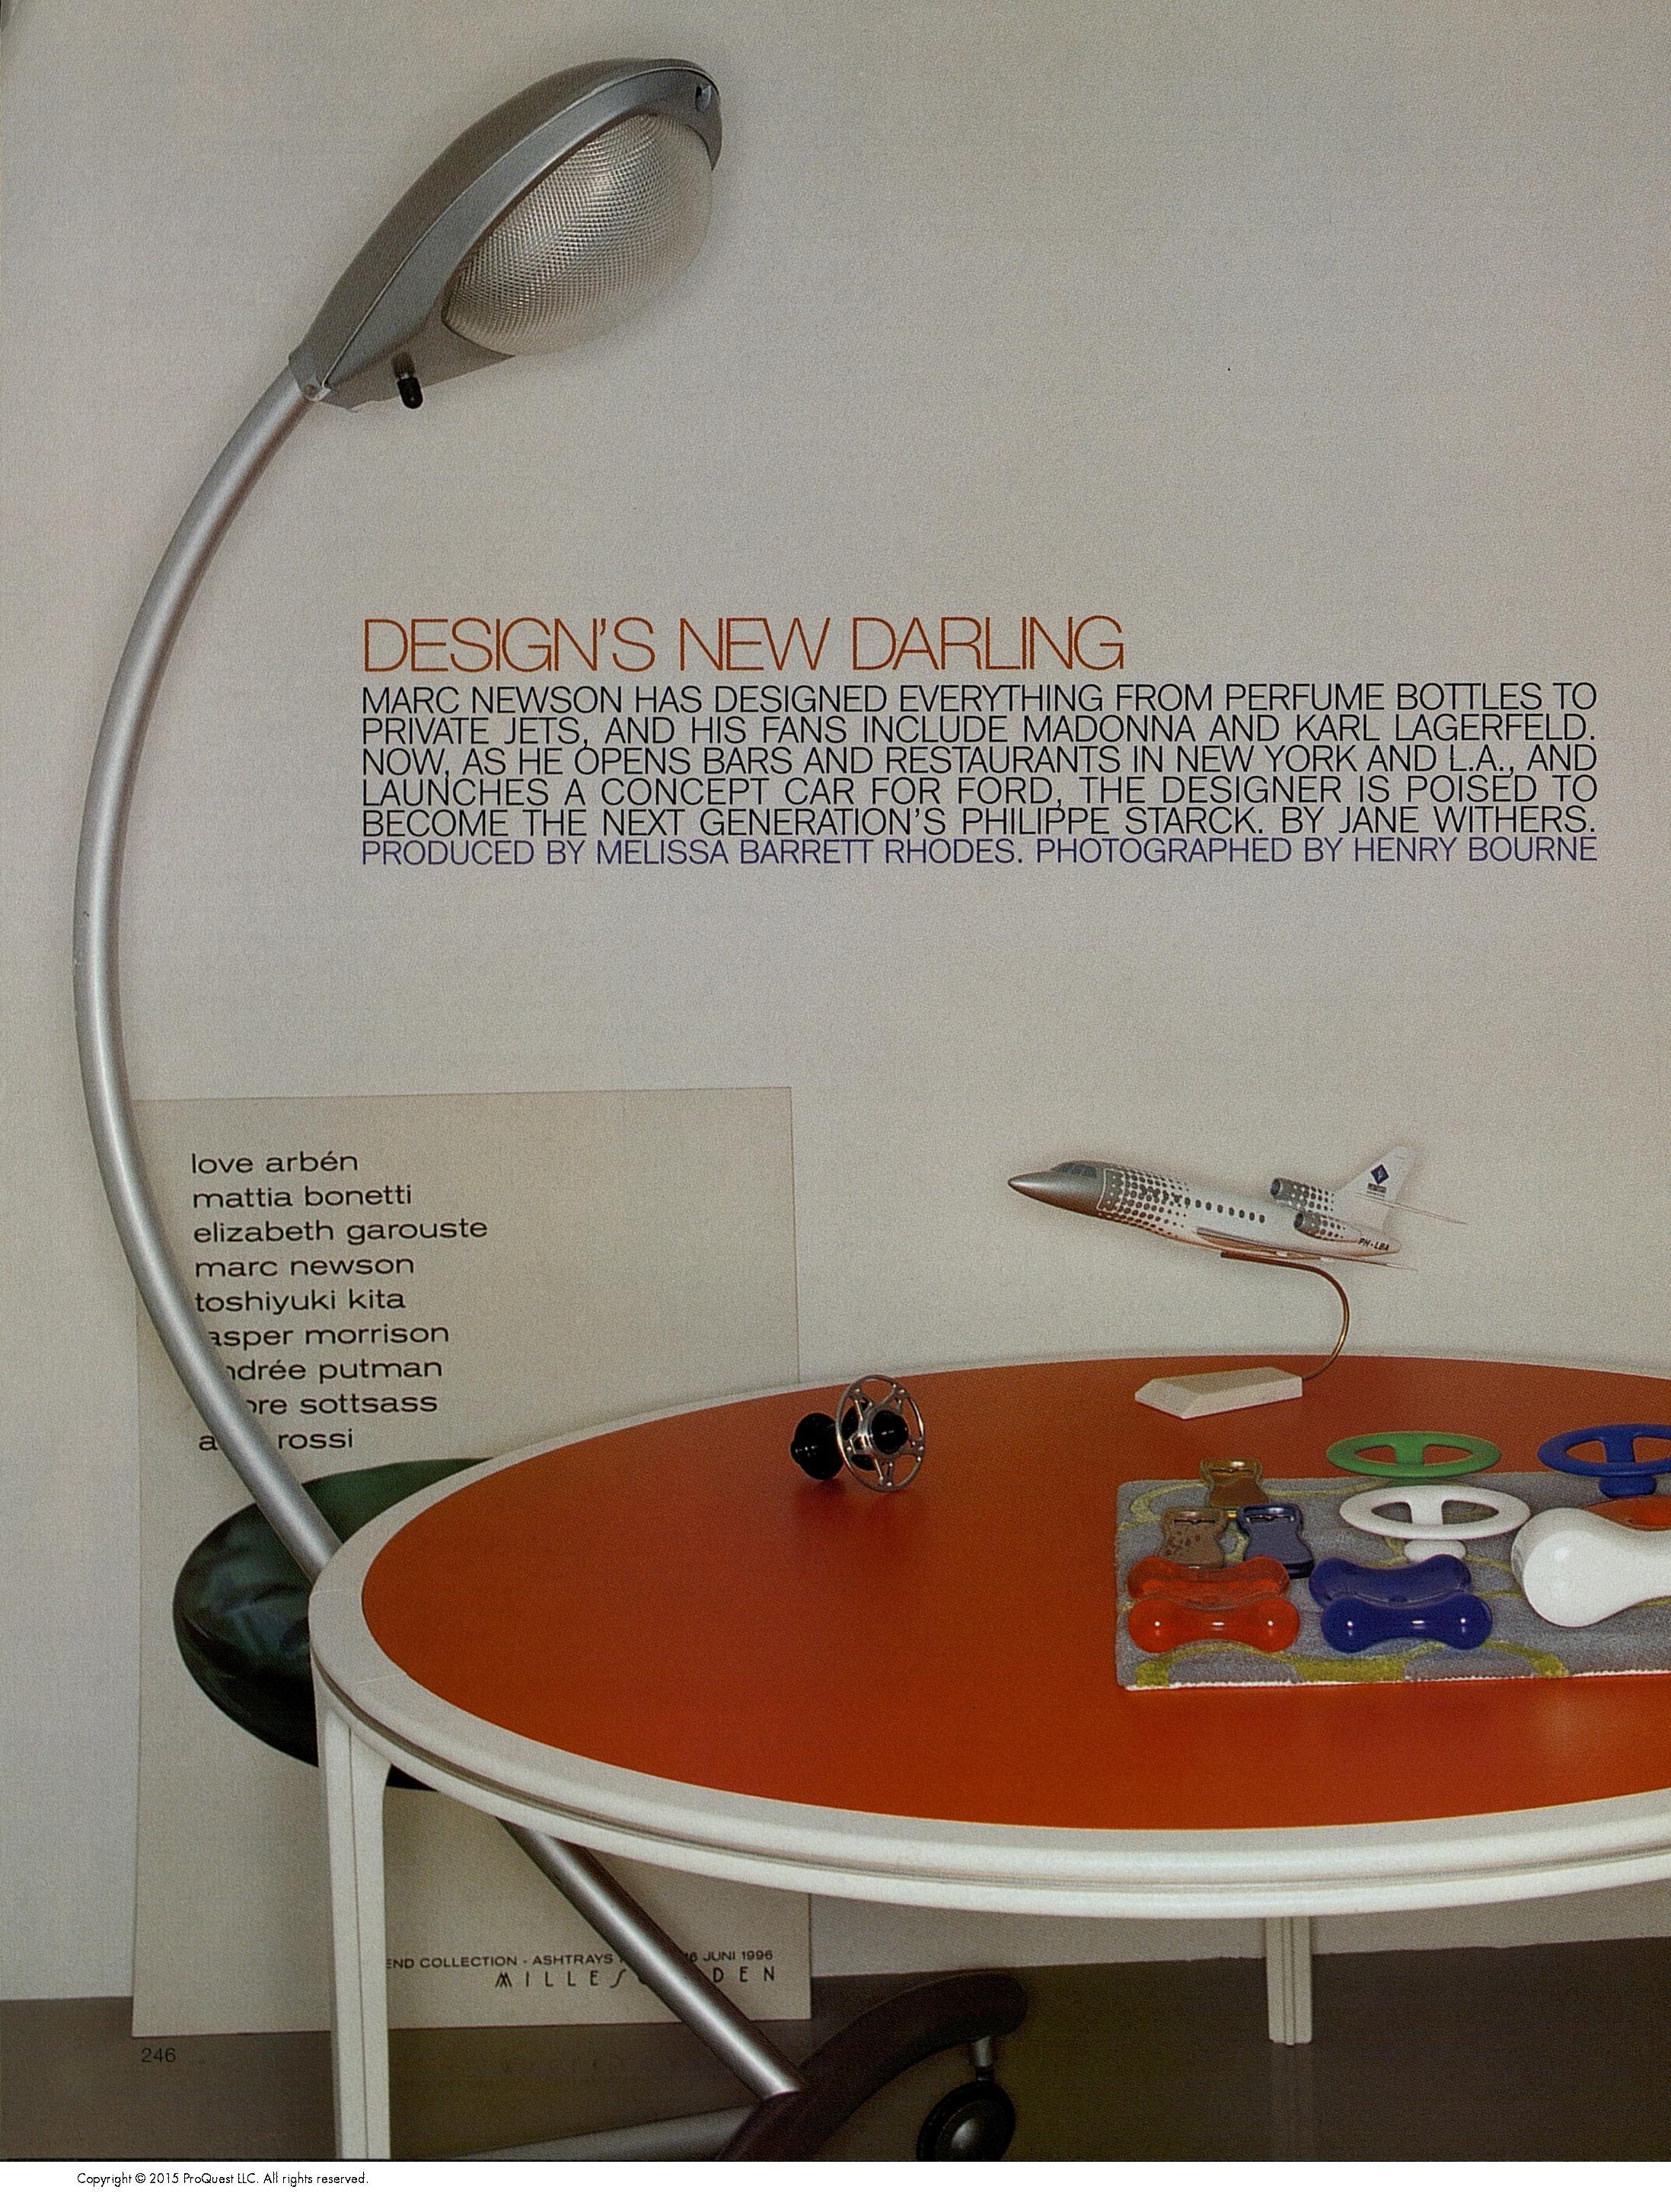 DESIGN'S NEW DARLING
MARC NEWSON HAS DESIGNED EVERYTHING FROM PERFUME BOTTLES TO
PRIVATE JETS, AND HIS FANS INCLUDE MADONNA AND KARL LAGERFELD.
NOW, AS HE OPENS BARS AND RESTAURANTS IN NEW YORK AND L.A., AND
LAUNCHES A CONCEPT CAR FOR FORD, THE DESIGNER IS POISED TO
BECOME THE NEXT GENERATION'S PHILIPPE STARCK. BY JANE WITHERS.
PRODUCED BY MELISSA BARRETT RHODES. PHOTOGRAPHED BY HENRY BOURNE
love arbén
mattia bonetti
elizabeth garouste
marc newson
toshiyuki kita
asper morrison
ndrée putman
ore sottsass
a rossi
PH-LBA
END COLLECTION - ASHTRAYS 16 JUNI 1996
MILLES DEN
246
Copyright © 2015 ProQuest LLC. All rights reserved.